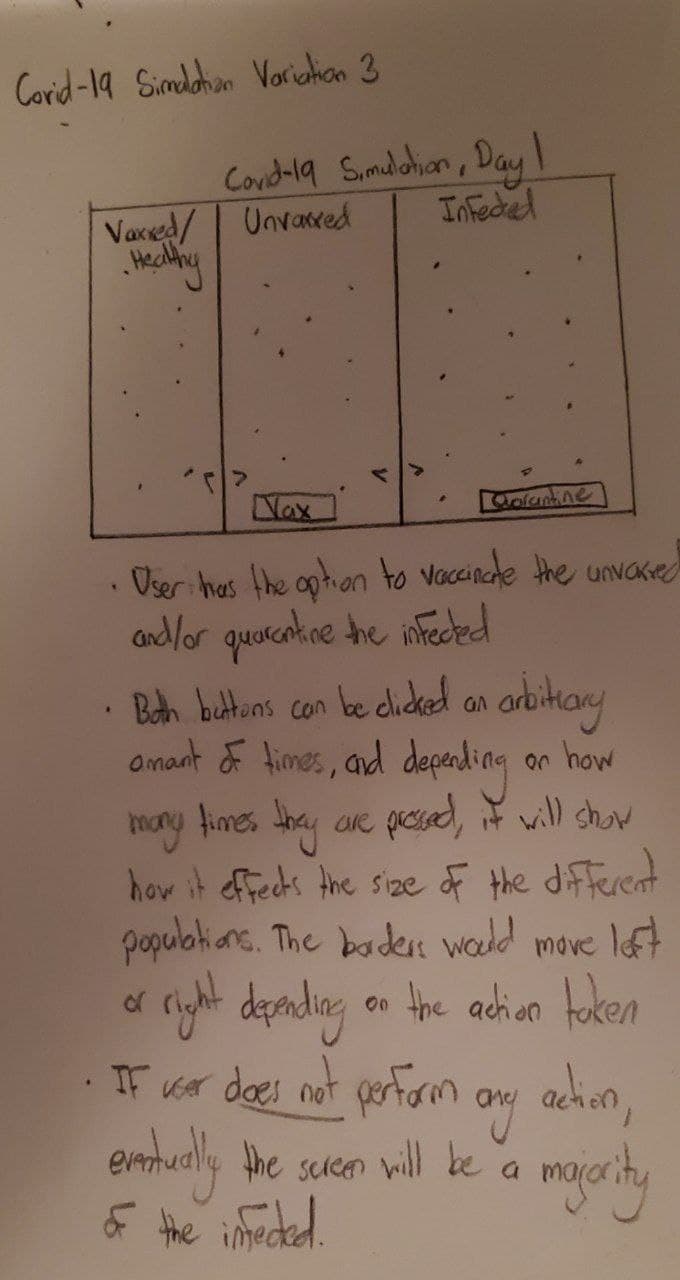 Covid-19 Simulation Variation 3
Covid-19 Simulation, Day 1
Vaxxed/
Healthy
Unvaxxed
Infected
< >
< >
Vax
Quarantine
· User has the option to vaccinate the unvaxxed
and/or quarantine the infected
· Both buttons can be clicked an arbitrary
amant of times, and depending on how
many times they are pressed, it will show
how it effects the size of the different
populations. The borders would move left
or right depending on the action taken
· If user does not perform any action,
eventually the screen will be a majority
of the infected.